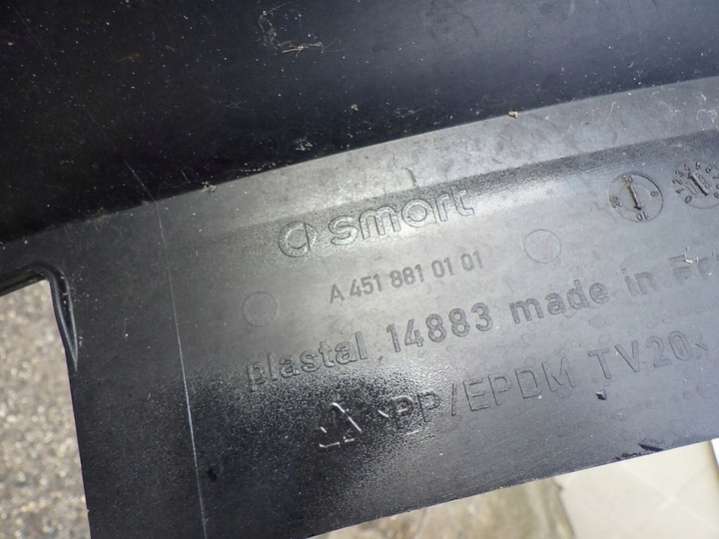 smart
A 451 881 01 01
plastal 14883 made in
PP/EPDM TV20